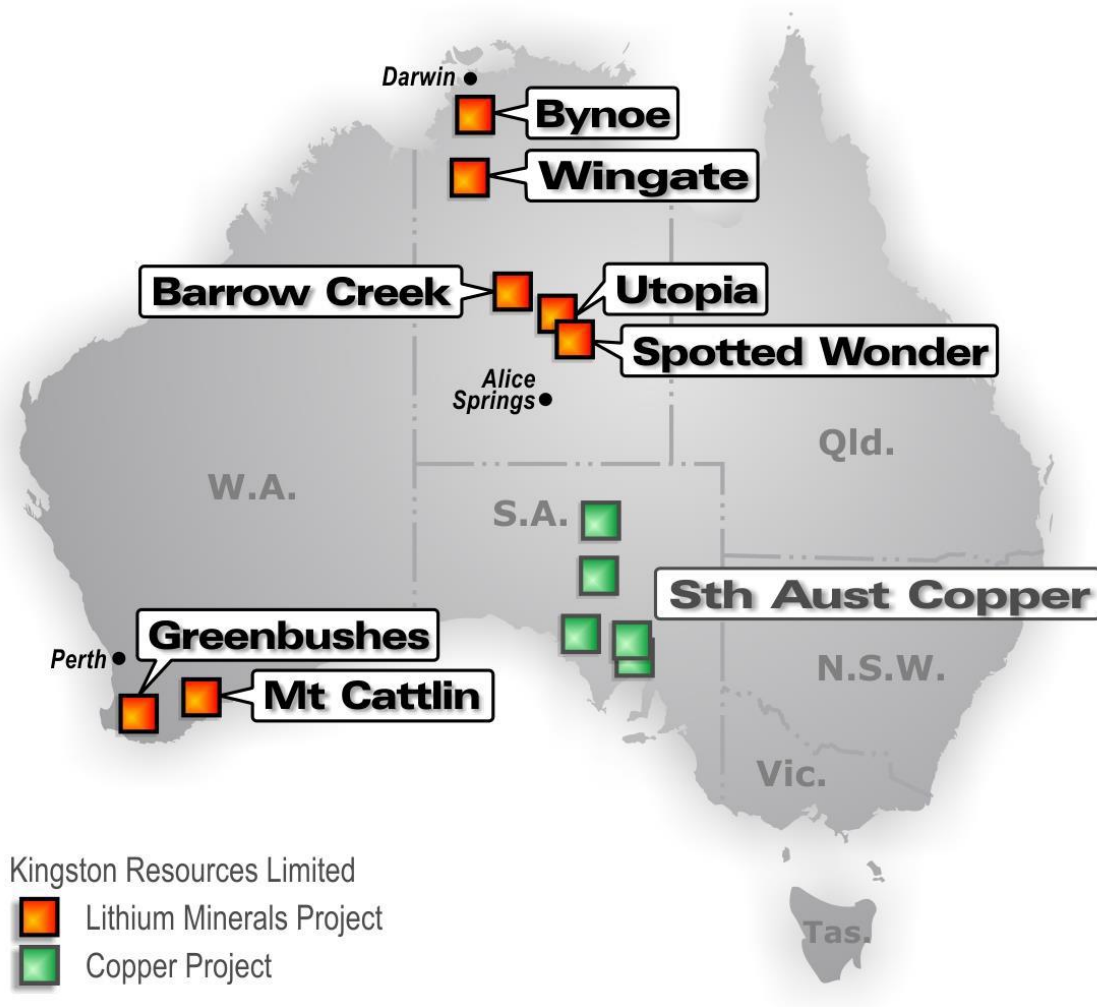 Darwin
Bynoe
Wingate
Barrow Creek
Utopia
Spotted Wonder
Alice
Springs
Qld.
W.A.
S.A.
Sth Aust Copper
Greenbushes
Perth
N.S.W.
Mt Cattlin
Vic.
Kingston Resources Limited
Lithium Minerals Project
Tas.
Copper Project